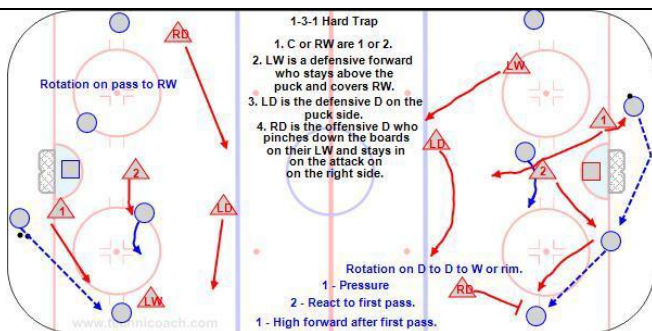 1-3-1 Hard Trap
1. C or RW are 1 or 2.
2. LW is a defensive forward
who stays above the
puck and covers RW.
3. LD is the defensive D on the
puck side.
4. RD is the offensive D who
pinches down the boards
on their LW and stays in
on the attack on
on the right side.
RD
Rotation on pass to RW
2
1
LD
LW
www.technicoach.com
LW
1
LD
2
Rotation on D to D to W or rim.
RD
1 - Pressure
2 - React to first pass.
1 - High forward after first pass.